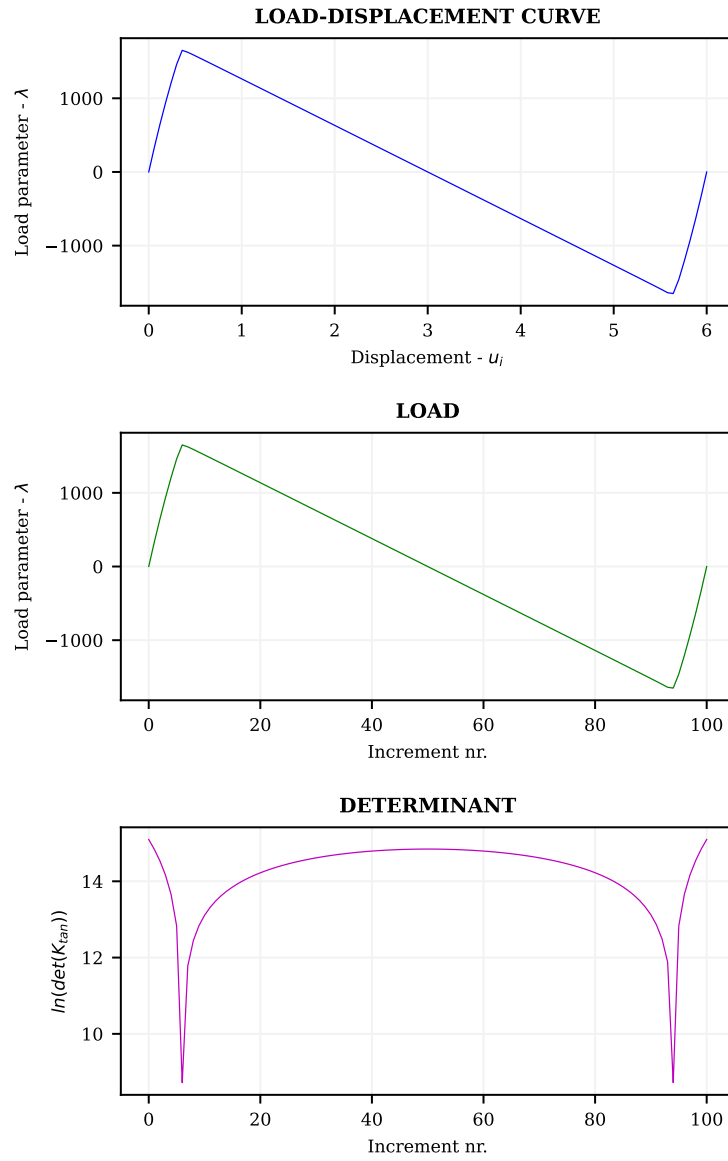 LOAD-DISPLACEMENT CURVE
1000
0
−1000
Load parameter - λ
0 1 2 3 4 5 6
Displacement - u_i
LOAD
1000
0
−1000
Load parameter - λ
0 20 40 60 80 100
Increment nr.
DETERMINANT
14
12
10
ln(det(K_{tan}))
0 20 40 60 80 100
Increment nr.